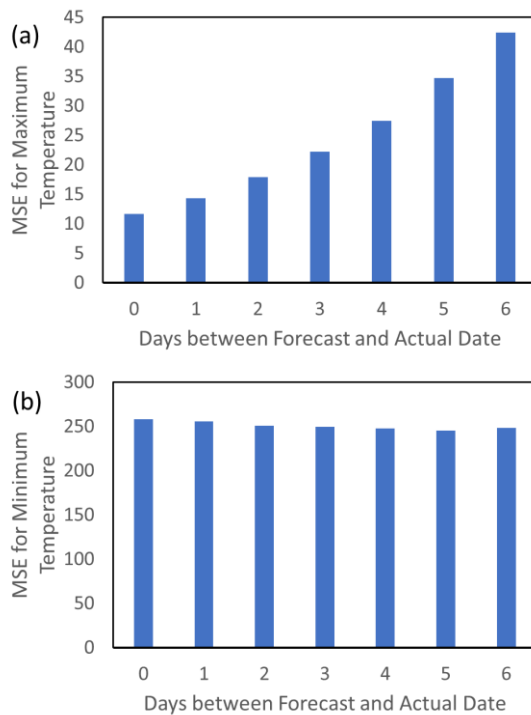 (a)
MSE for Maximum
Temperature
45
40
35
30
25
20
15
10
5
0
0 1 2 3 4 5 6
Days between Forecast and Actual Date
(b)
MSE for Minimum
Temperature
300
250
200
150
100
50
0
0 1 2 3 4 5 6
Days between Forecast and Actual Date